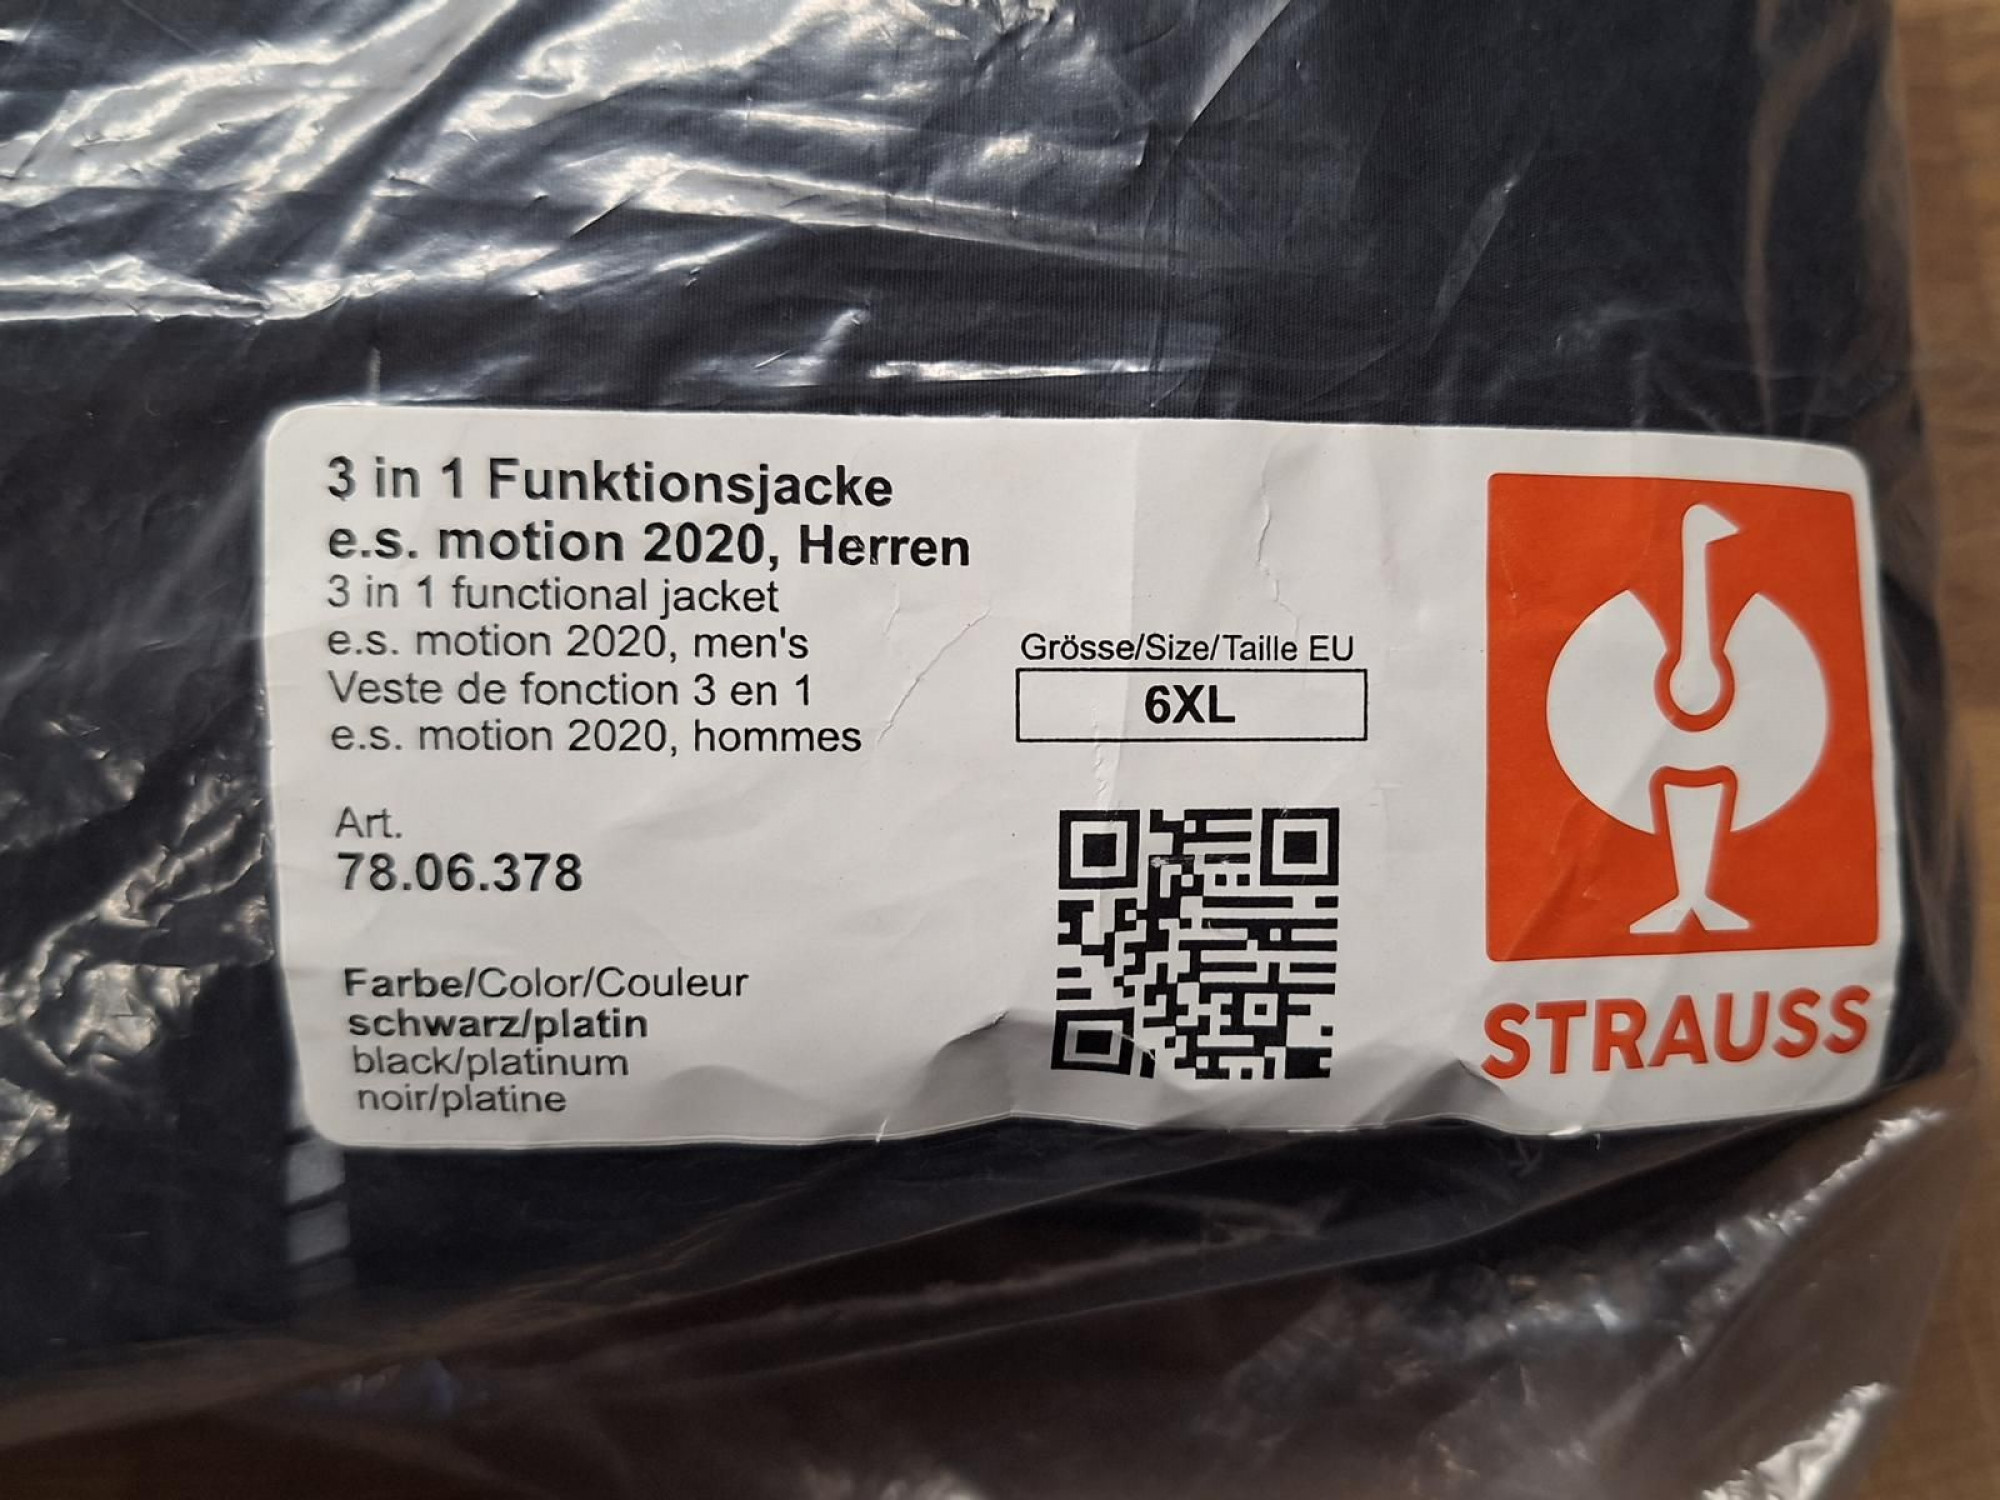 3 in 1 Funktionsjacke
e.s. motion 2020, Herren
3 in 1 functional jacket
e.s. motion 2020, men's
Veste de fonction 3 en 1
e.s. motion 2020, hommes
Grösse/Size/Taille EU
6XL
Art.
78.06.378
Farbe/Color/Couleur
schwarz/platin
black/platinum
noir/platine
STRAUSS